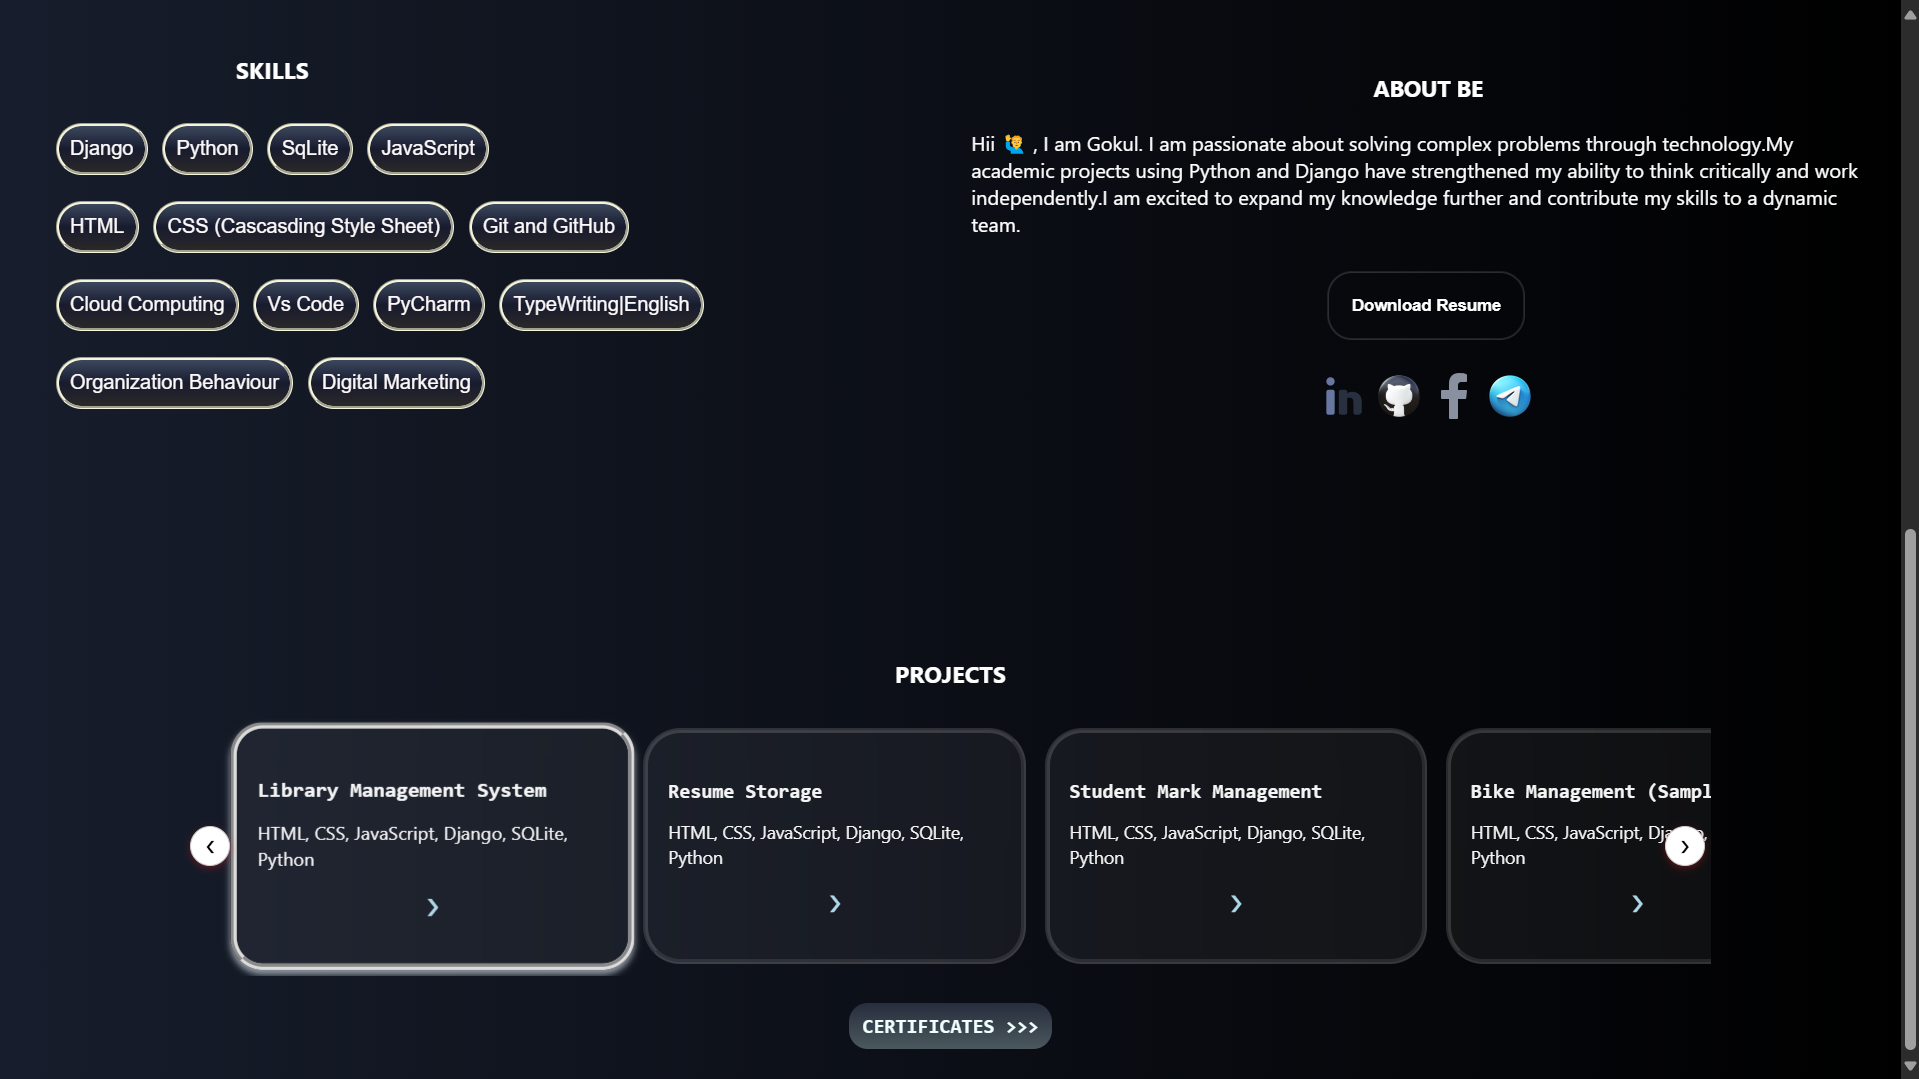 SKILLS
Django Python SqLite JavaScript
HTML CSS (Cascasding Style Sheet) Git and GitHub
Cloud Computing Vs Code PyCharm TypeWriting|English
Organization Behaviour Digital Marketing
ABOUT BE
Hii 🙋 , I am Gokul. I am passionate about solving complex problems through technology.My
academic projects using Python and Django have strengthened my ability to think critically and work
independently.I am excited to expand my knowledge further and contribute my skills to a dynamic
team.
Download Resume
in f
PROJECTS
Library Management System
HTML, CSS, JavaScript, Django, SQLite,
Python
❯
Resume Storage
HTML, CSS, JavaScript, Django, SQLite,
Python
❯
Student Mark Management
HTML, CSS, JavaScript, Django, SQLite,
Python
❯
Bike Management (Sampl
HTML, CSS, JavaScript,
Python
❯
‹ ›
CERTIFICATES >>>